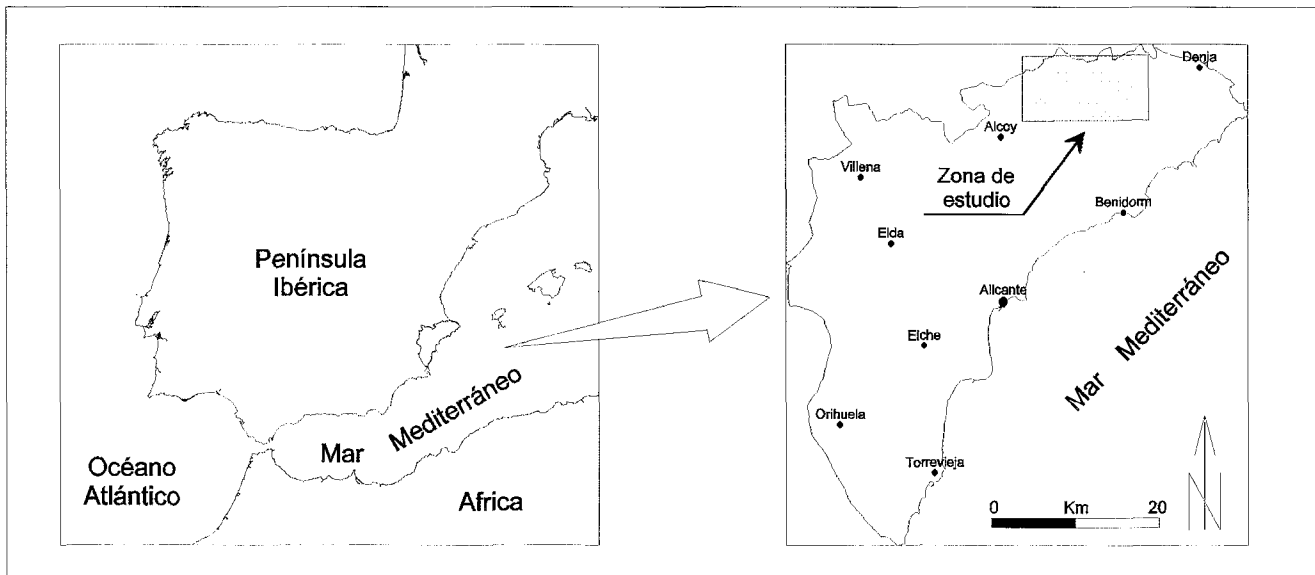 Península
Ibérica
Océano
Atlántico
Mar Mediterráneo
Africa
Denia
Alcoy
Villena
Zona de
estudio
Benidorm
Elda
Alicante
Elche
Mar Mediterráneo
Orihuela
Torrevieja
0 Km 20
N